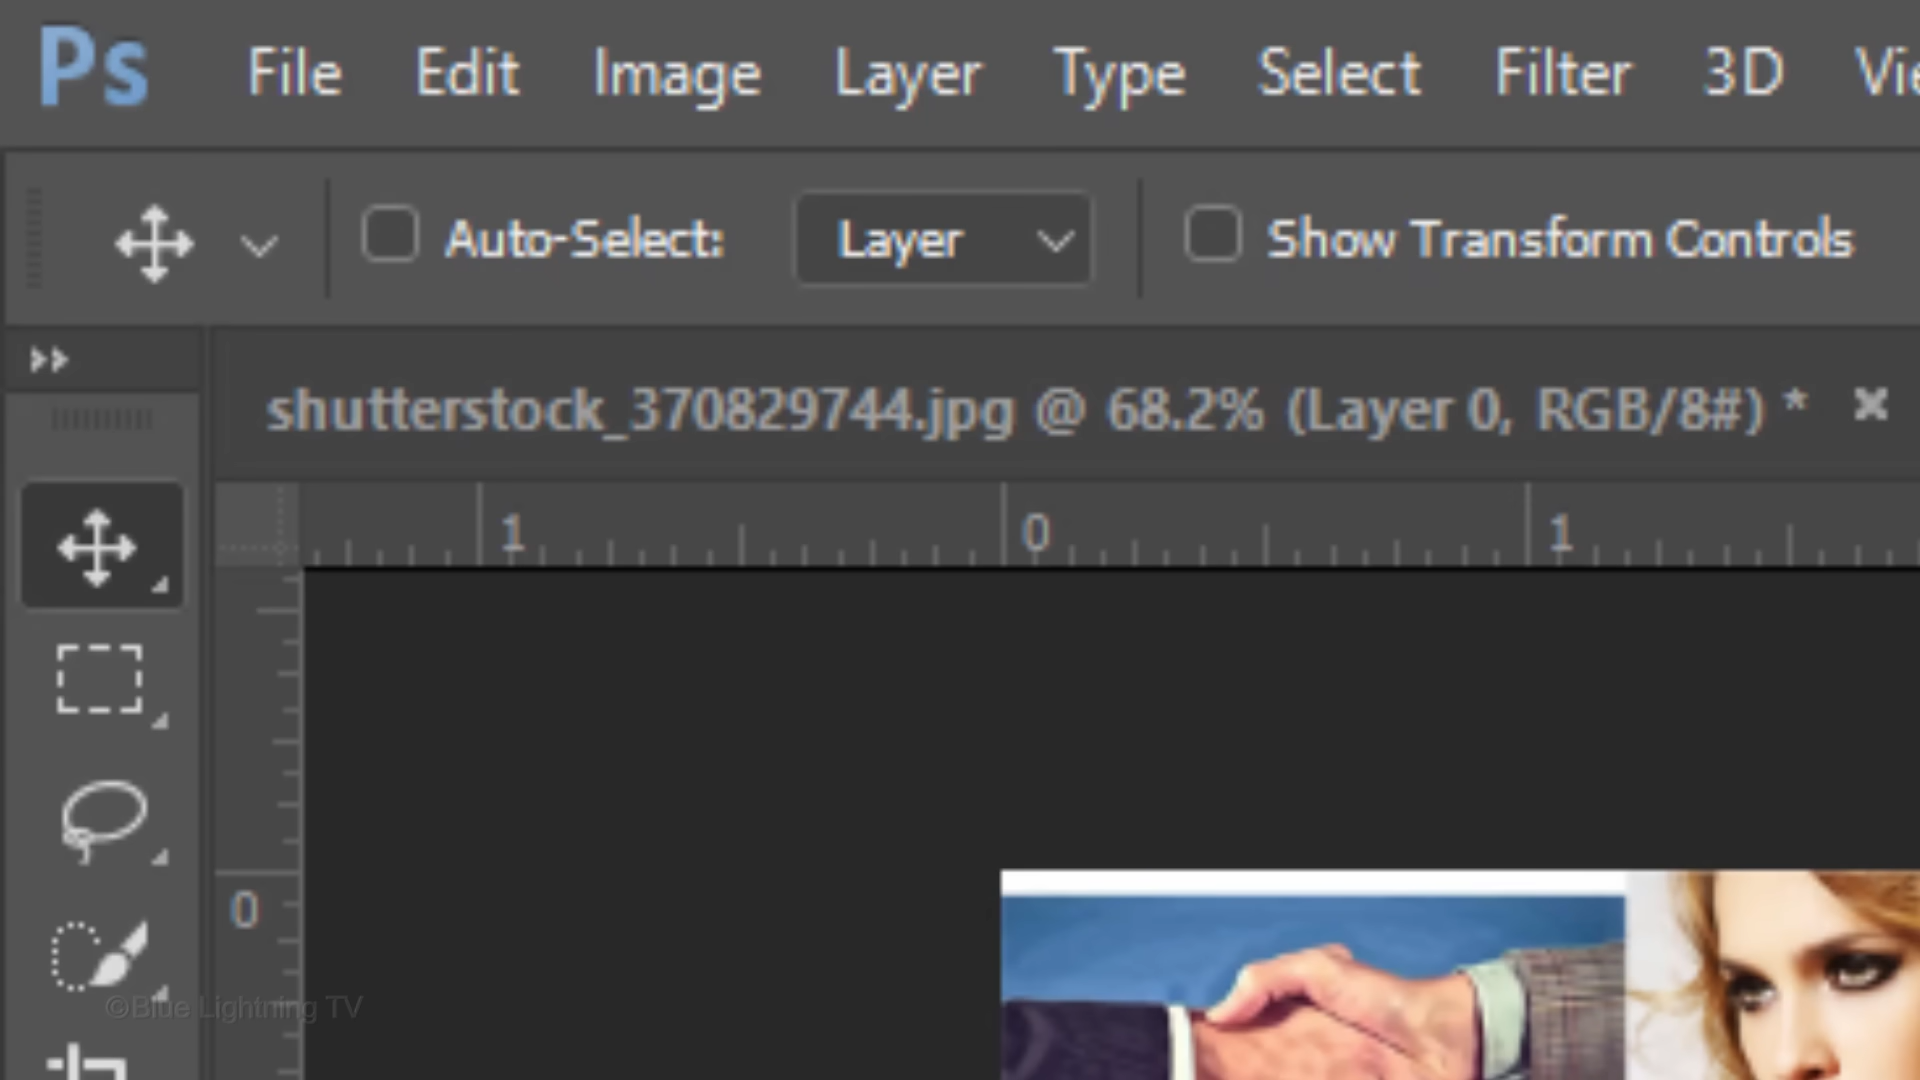 Ps File Edit Image Layer Type Select Filter 3D
Auto-Select: Layer Show Transform Controls
shutterstock_370829744.jpg @ 68.2% (Layer 0, RGB/8#) *
1 0 1
0
©Blue Lightning TV